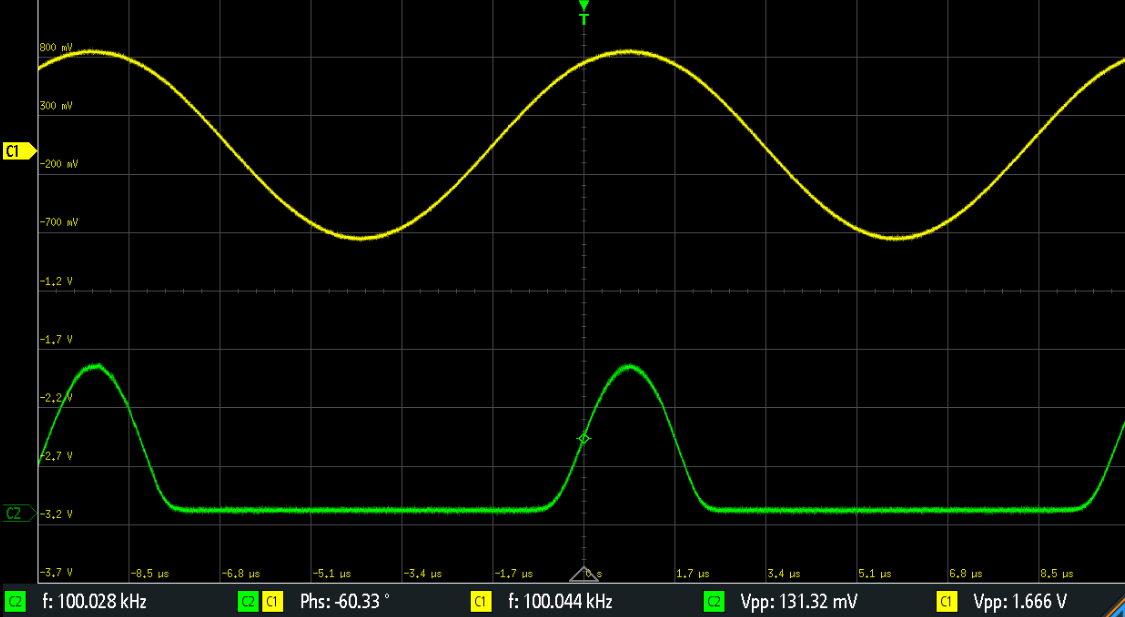 T
800 mV
300 mV
C1
-200 mV
-700 mV
-1.2 V
-1.7 V
-2.2 V
-2.7 V
C2
-3.2 V
-3.7 V -8.5 µs -6.8 µs -5.1 µs -3.4 µs -1.7 µs 0 s 1.7 µs 3.4 µs 5.1 µs 6.8 µs 8.5 µs
C2 f: 100.028 kHz C2 C1 Phs: -60.33 ° C1 f: 100.044 kHz C2 Vpp: 131.32 mV C1 Vpp: 1.666 V